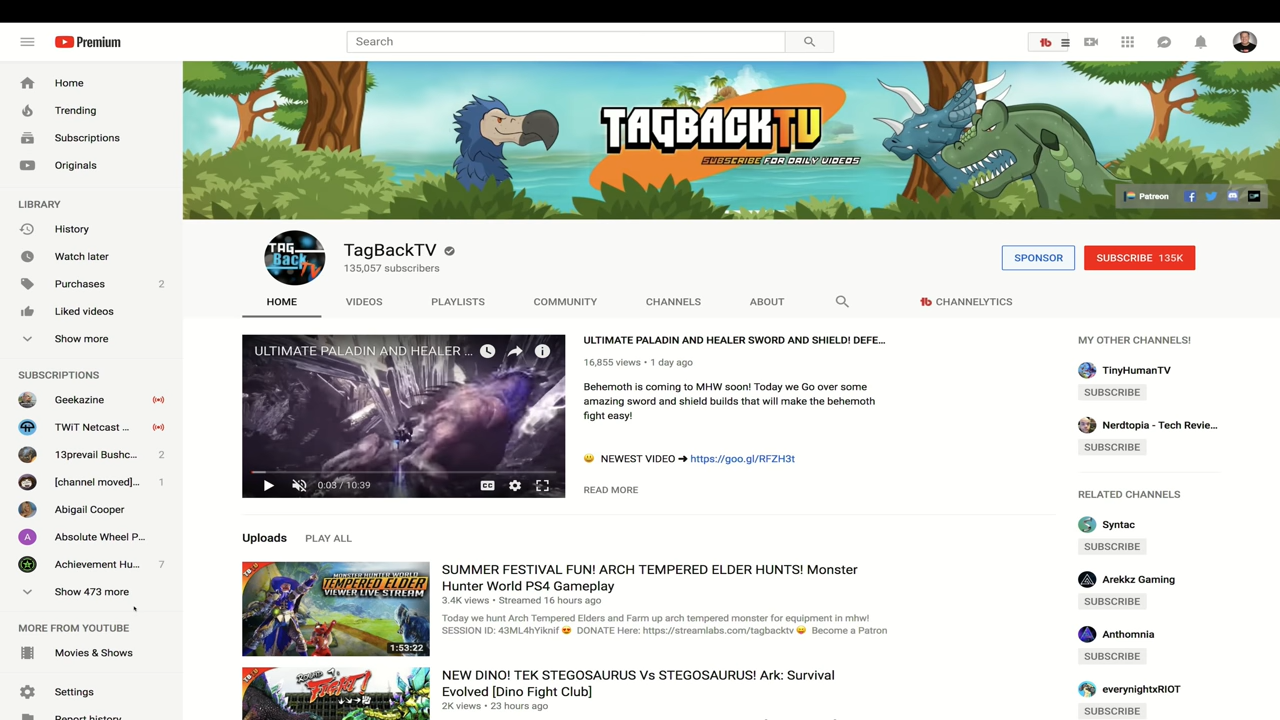 Premium
Search
Home
Trending
Subscriptions
Originals
LIBRARY
History
Watch later
Purchases 2
Liked videos
Show more
SUBSCRIPTIONS
Geekazine
TWiT Netcast ...
13prevail Bushc... 2
[channel moved]... 1
Abigail Cooper
A Absolute Wheel P...
Achievement Hu... 7
Show 473 more
MORE FROM YOUTUBE
Movies & Shows
Settings
Report history
TAGBACKTV
SUBSCRIBE FOR DAILY VIDEOS
Patreon
TAG
Back
TV
TagBackTV
135,057 subscribers
SPONSOR
SUBSCRIBE 135K
HOME VIDEOS PLAYLISTS COMMUNITY CHANNELS ABOUT CHANNELYTICS
ULTIMATE PALADIN AND HEALER ...
0:03 / 10:39
ULTIMATE PALADIN AND HEALER SWORD AND SHIELD! DEFE...
16,855 views • 1 day ago
Behemoth is coming to MHW soon! Today we Go over some
amazing sword and shield builds that will make the behemoth
fight easy!
😀 NEWEST VIDEO ➔ https://goo.gl/RFZH3t
READ MORE
Uploads PLAY ALL
MONSTER HUNTER WORLD
TEMPERED ELDER
VIEWER LIVE STREAM
1:53:22
SUMMER FESTIVAL FUN! ARCH TEMPERED ELDER HUNTS! Monster
Hunter World PS4 Gameplay
3.4K views • Streamed 16 hours ago
Today we hunt Arch Tempered Elders and Farm up arch tempered monster for equipment in mhw!
SESSION ID: 43ML4hYiknif 😍 DONATE Here: https://streamlabs.com/tagbacktv 😀 Become a Patron
NEW DINO! TEK STEGOSAURUS Vs STEGOSAURUS! Ark: Survival
Evolved [Dino Fight Club]
2K views • 23 hours ago
MY OTHER CHANNELS!
TinyHumanTV
SUBSCRIBE
Nerdtopia - Tech Revie...
SUBSCRIBE
RELATED CHANNELS
Syntac
SUBSCRIBE
Arekkz Gaming
SUBSCRIBE
Anthomnia
SUBSCRIBE
everynightxRIOT
SUBSCRIBE